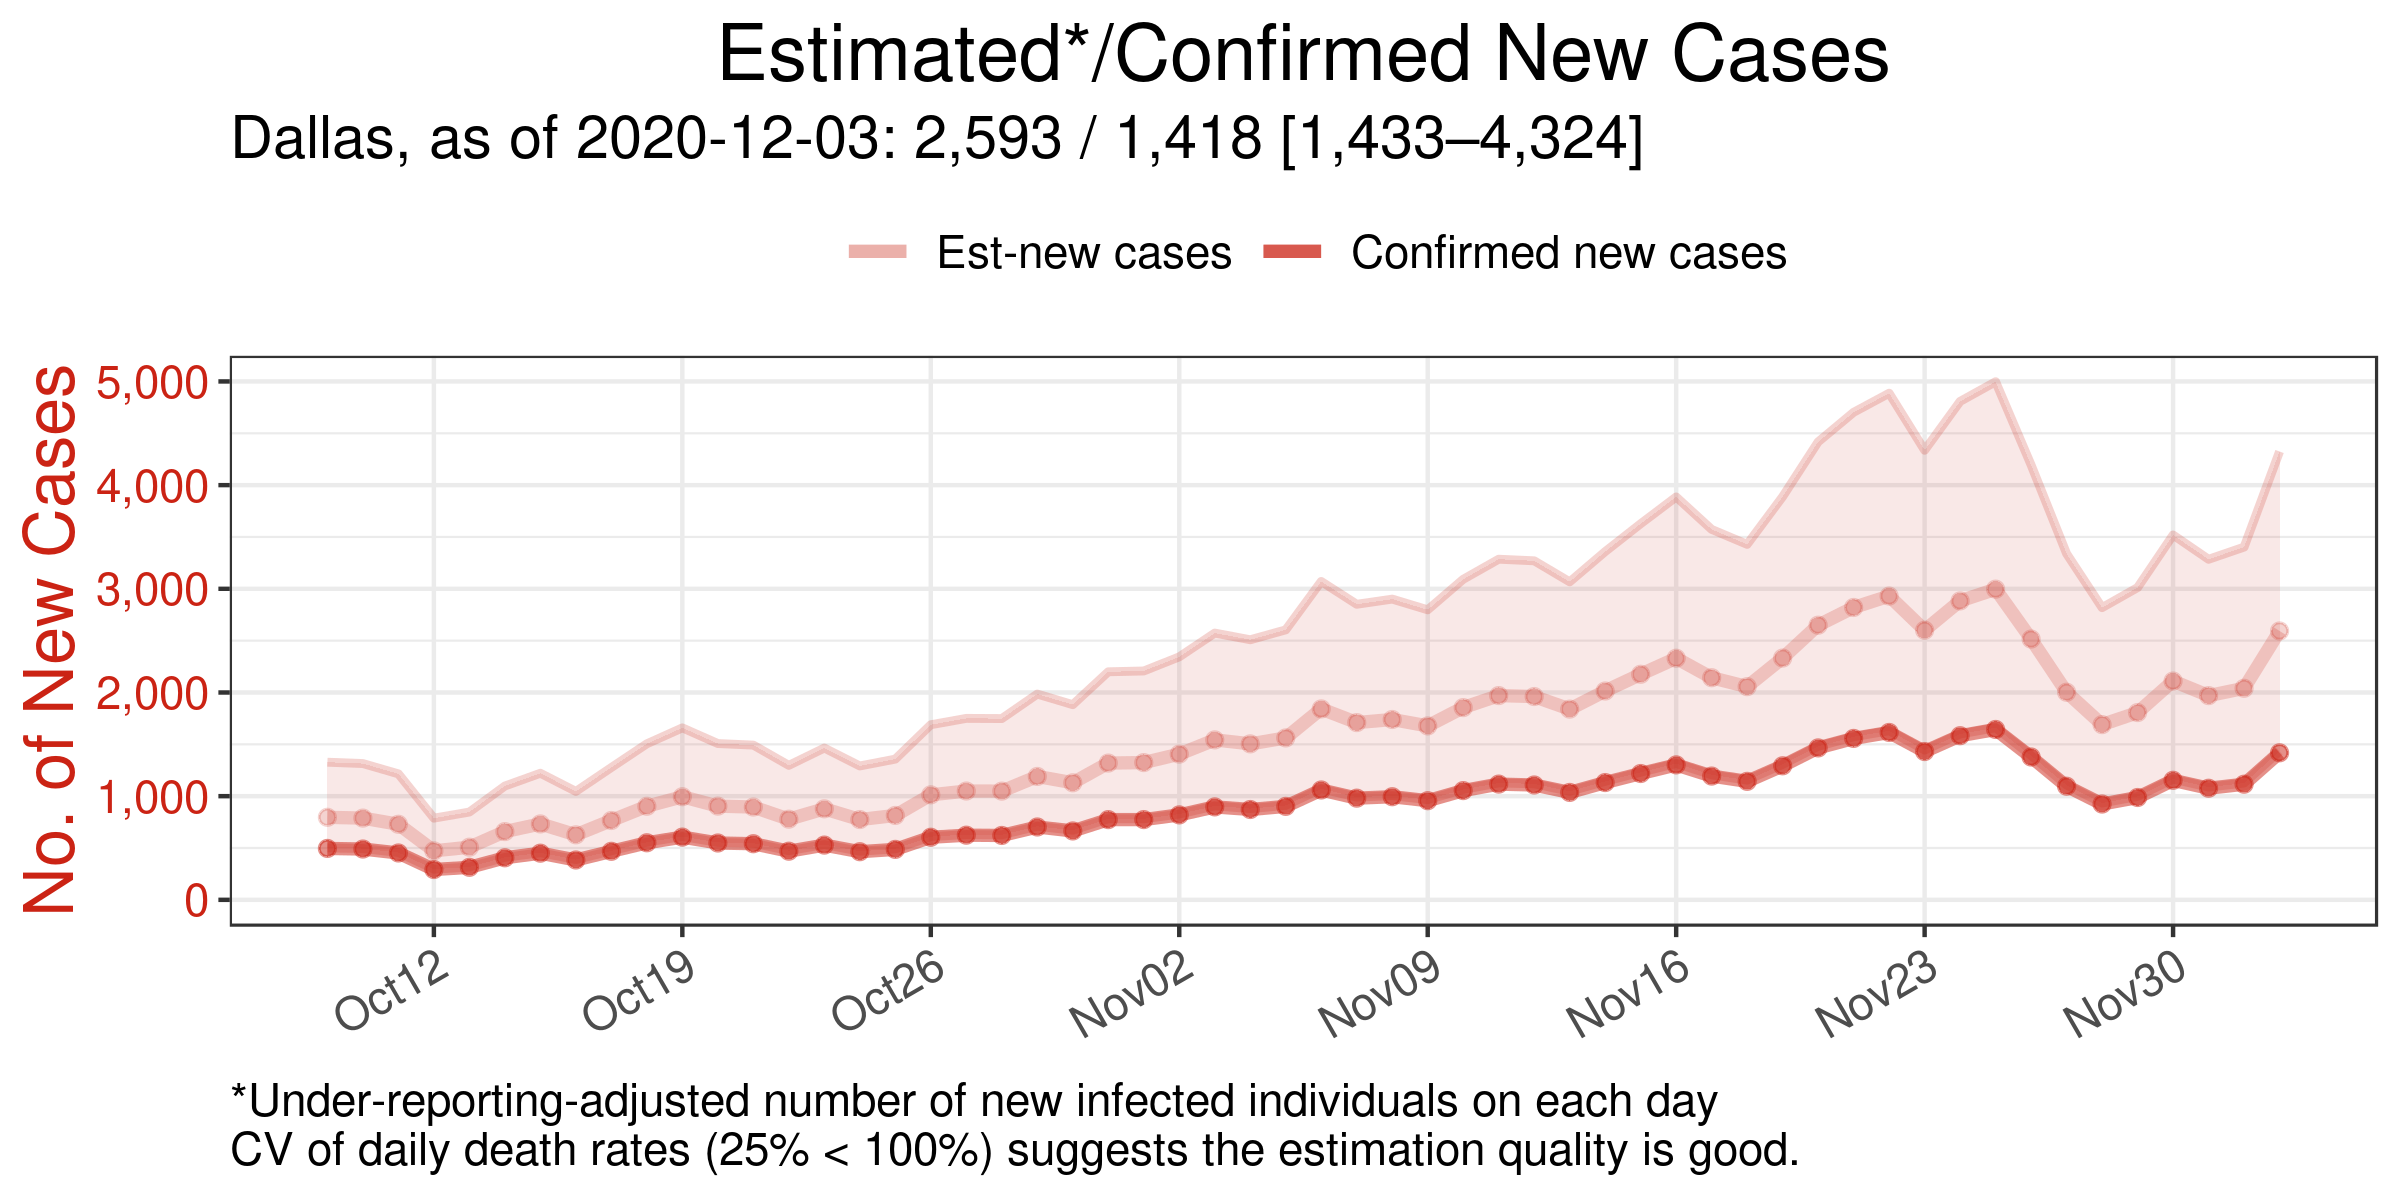 Estimated*/Confirmed New Cases
Dallas, as of 2020-12-03: 2,593 / 1,418 [1,433–4,324]
Est-new cases Confirmed new cases
No. of New Cases
5,000
4,000
3,000
2,000
1,000
0
Oct12 Oct19 Oct26 Nov02 Nov09 Nov16 Nov23 Nov30
*Under-reporting-adjusted number of new infected individuals on each day
CV of daily death rates (25% < 100%) suggests the estimation quality is good.